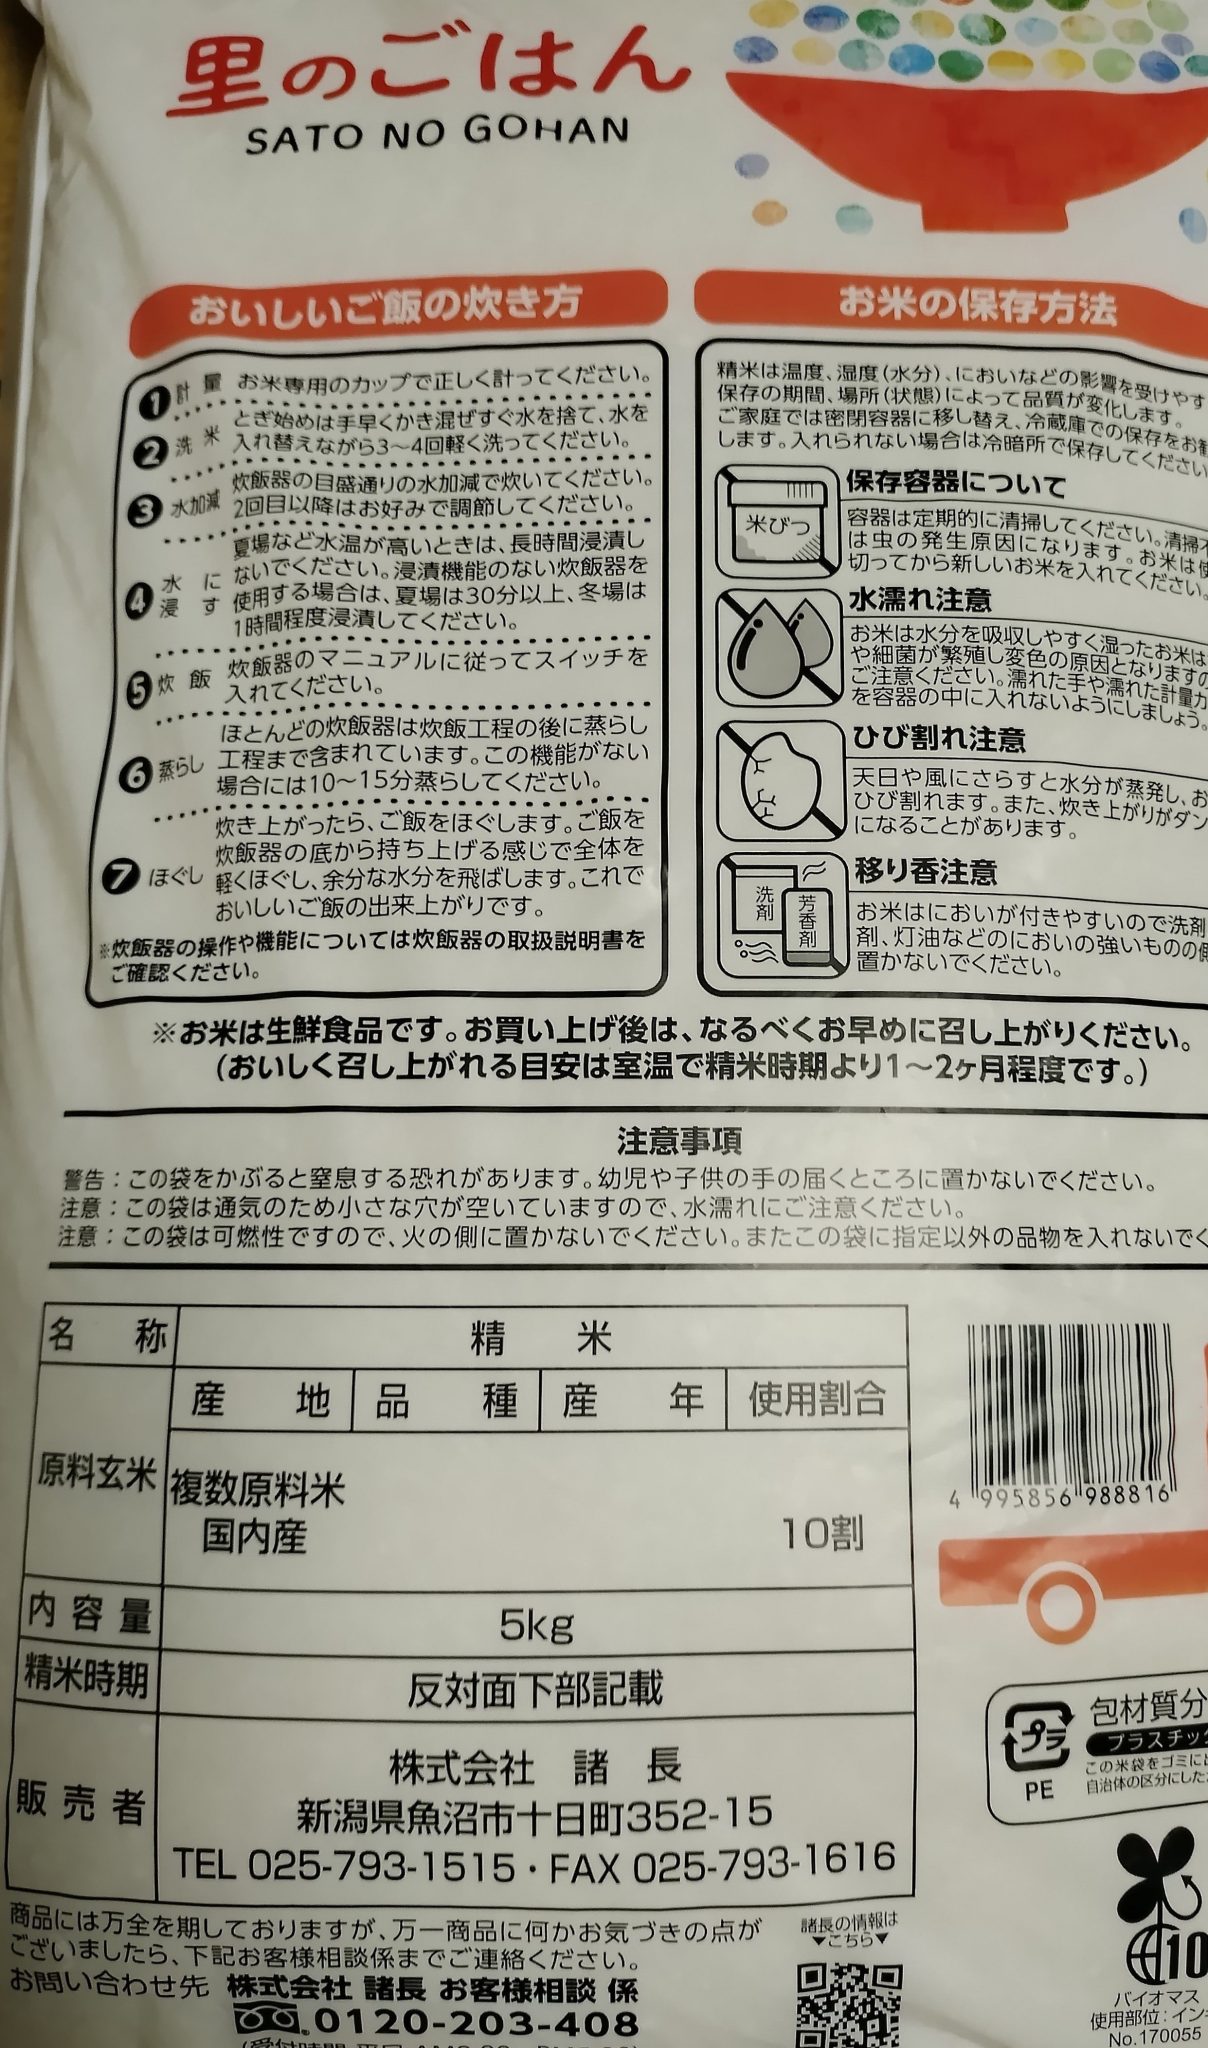 里のごはん
SATO NO GOHAN
おいしいご飯の炊き方
1 計量 お米専用のカップで正しく計ってください。
2 洗米 とぎ始めは手早くかき混ぜすぐ水を捨て、水を
入れ替えながら3〜4回軽く洗ってください。
3 水加減 炊飯器の目盛通りの水加減で炊いてください。
2回目以降はお好みで調節してください。
4 水に浸す 夏場など水温が高いときは、長時間浸漬し
ないでください。浸漬機能のない炊飯器を
使用する場合は、夏場は30分以上、冬場は
1時間程度浸漬してください。
5 炊飯 炊飯器のマニュアルに従ってスイッチを
入れてください。
6 蒸らし ほとんどの炊飯器は炊飯工程の後に蒸らし
工程まで含まれています。この機能がない
場合には10〜15分蒸らしてください。
7 ほぐし 炊き上がったら、ご飯をほぐします。ご飯を
炊飯器の底から持ち上げる感じで全体を
軽くほぐし、余分な水分を飛ばします。これで
おいしいご飯の出来上がりです。
※炊飯器の操作や機能については炊飯器の取扱説明書を
ご確認ください。
お米の保存方法
精米は温度、湿度(水分)、においなどの影響を受けやす
保存の期間、場所(状態)によって品質が変化します。
ご家庭では密閉容器に移し替え、冷蔵庫での保存をお勧
します。入れられない場合は冷暗所で保存してください
米びつ
保存容器について
容器は定期的に清掃してください。清掃不
は虫の発生原因になります。お米は使
切ってから新しいお米を入れてください。
水濡れ注意
お米は水分を吸収しやすく湿ったお米は
や細菌が繁殖し変色の原因となりますの
ご注意ください。濡れた手や濡れた計量カ
を容器の中に入れないようにしましょう。
ひび割れ注意
天日や風にさらすと水分が蒸発し、お
ひび割れます。また、炊き上がりがダン
になることがあります。
洗剤
芳香剤
移り香注意
お米はにおいが付きやすいので洗剤
剤、灯油などのにおいの強いものの側
置かないでください。
※お米は生鮮食品です。お買い上げ後は、なるべくお早めに召し上がりください。
(おいしく召し上がれる目安は室温で精米時期より1〜2ヶ月程度です。)
注意事項
警告：この袋をかぶると窒息する恐れがあります。幼児や子供の手の届くところに置かないでください。
注意：この袋は通気のため小さな穴が空いていますので、水濡れにご注意ください。
注意：この袋は可燃性ですので、火の側に置かないでください。またこの袋に指定以外の品物を入れないでく
名称 精米
原料玄米 産地 品種 産年 使用割合
複数原料米
国内産 10割
内容量 5kg
精米時期 反対面下部記載
販売者 株式会社 諸長
新潟県魚沼市十日町352-15
TEL 025-793-1515・FAX 025-793-1616
4 995856 988816
プラ
PE
包材質分
プラスチック
この米袋をゴミに出
自治体の区分にした
商品には万全を期しておりますが、万一商品に何かお気づきの点が
ございましたら、下記お客様相談係までご連絡ください。
お問い合わせ先 株式会社 諸長 お客様相談係
0120-203-408
諸長の情報は
▼こちら▼
10
バイオマス
使用部位：インキ
No.170055